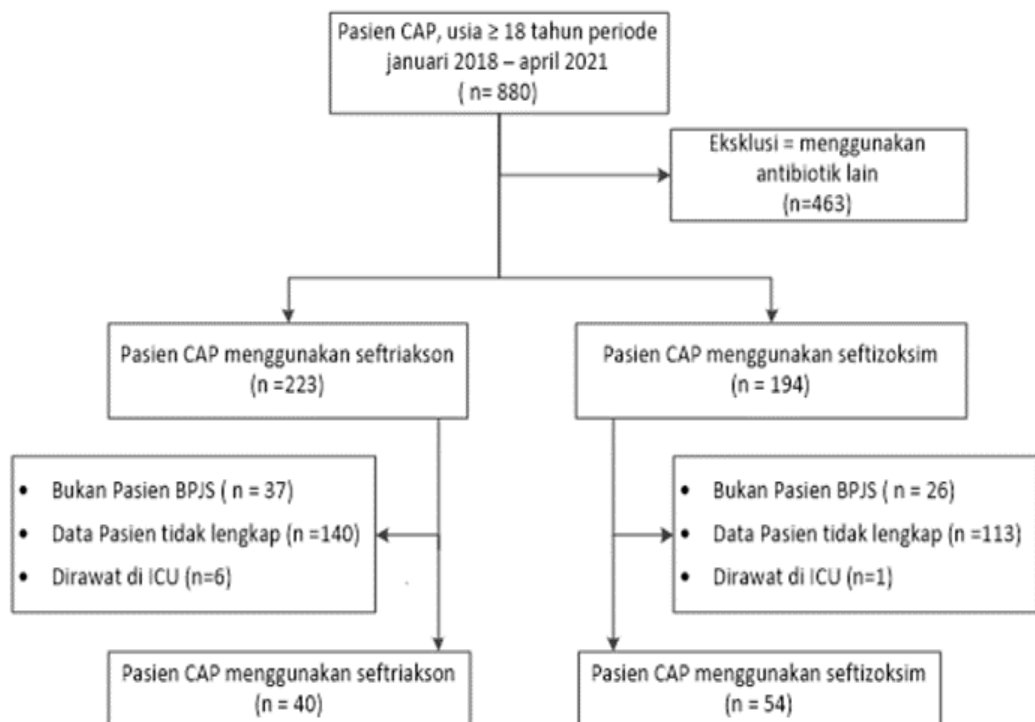 Pasien CAP, usia ≥ 18 tahun periode
januari 2018 – april 2021
( n= 880)
Eksklusi = menggunakan
antibiotik lain
(n=463)
Pasien CAP menggunakan seftriakson
(n =223)
Pasien CAP menggunakan seftizoksim
(n = 194)
• Bukan Pasien BPJS ( n = 37)
• Data Pasien tidak lengkap (n =140)
• Dirawat di ICU (n=6)
• Bukan Pasien BPJS ( n = 26)
• Data Pasien tidak lengkap (n =113)
• Dirawat di ICU (n=1)
Pasien CAP menggunakan seftriakson
(n = 40)
Pasien CAP menggunakan seftizoksim
(n = 54)